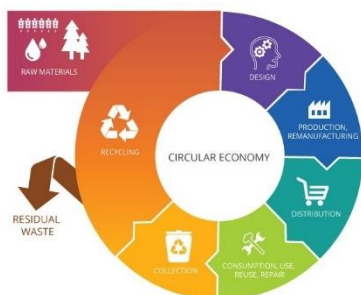 RAW MATERIALS
DESIGN
PRODUCTION,
REMANUFACTURING
DISTRIBUTION
CONSUMPTION, USE,
REUSE, REPAIR
COLLECTION
RECYCLING
RESIDUAL
WASTE
CIRCULAR ECONOMY